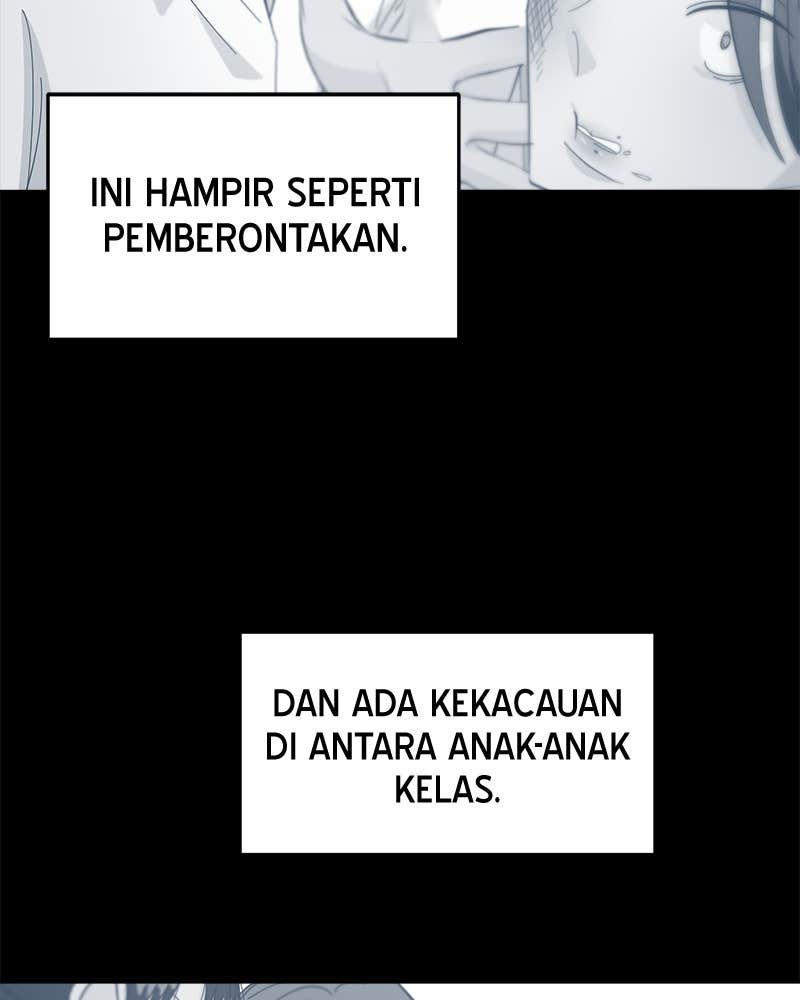 INI HAMPIR SEPERTI
PEMBERONTAKAN.
DAN ADA KEKACAUAN
DI ANTARA ANAK-ANAK
KELAS.